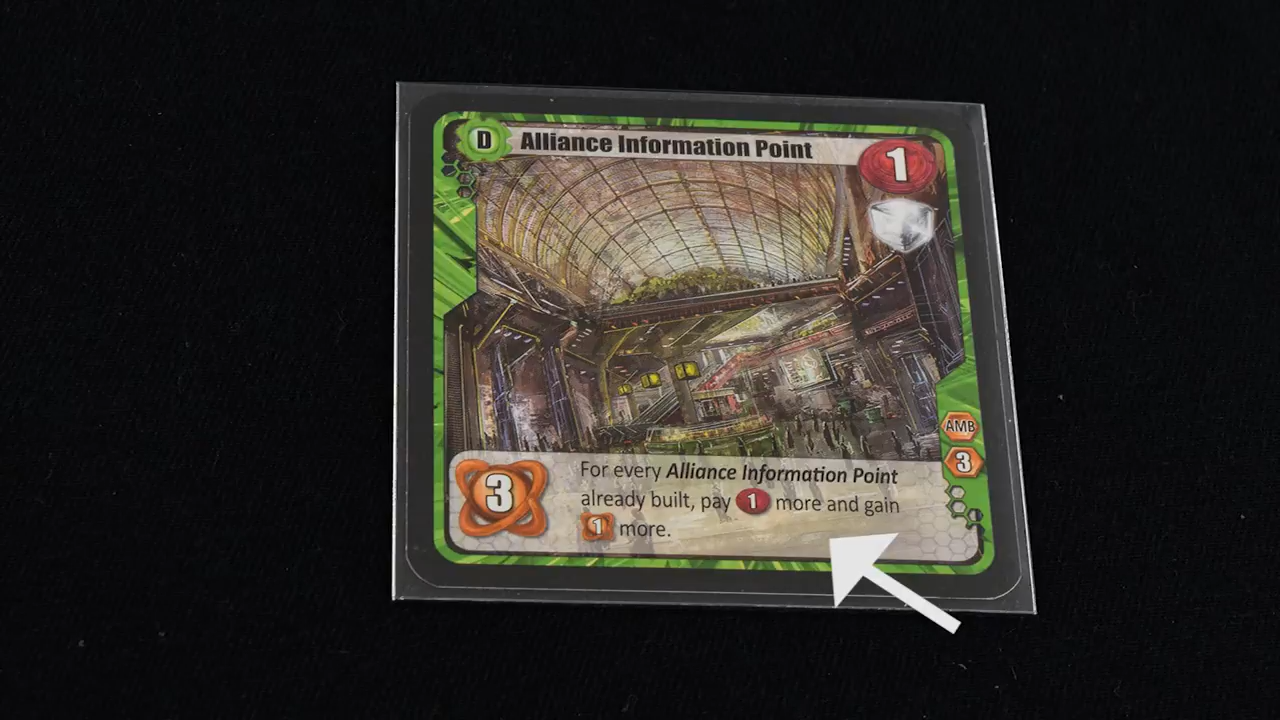 D Alliance Information Point 1
AMB
3
3
For every Alliance Information Point
already built, pay 1 more and gain
1 more.